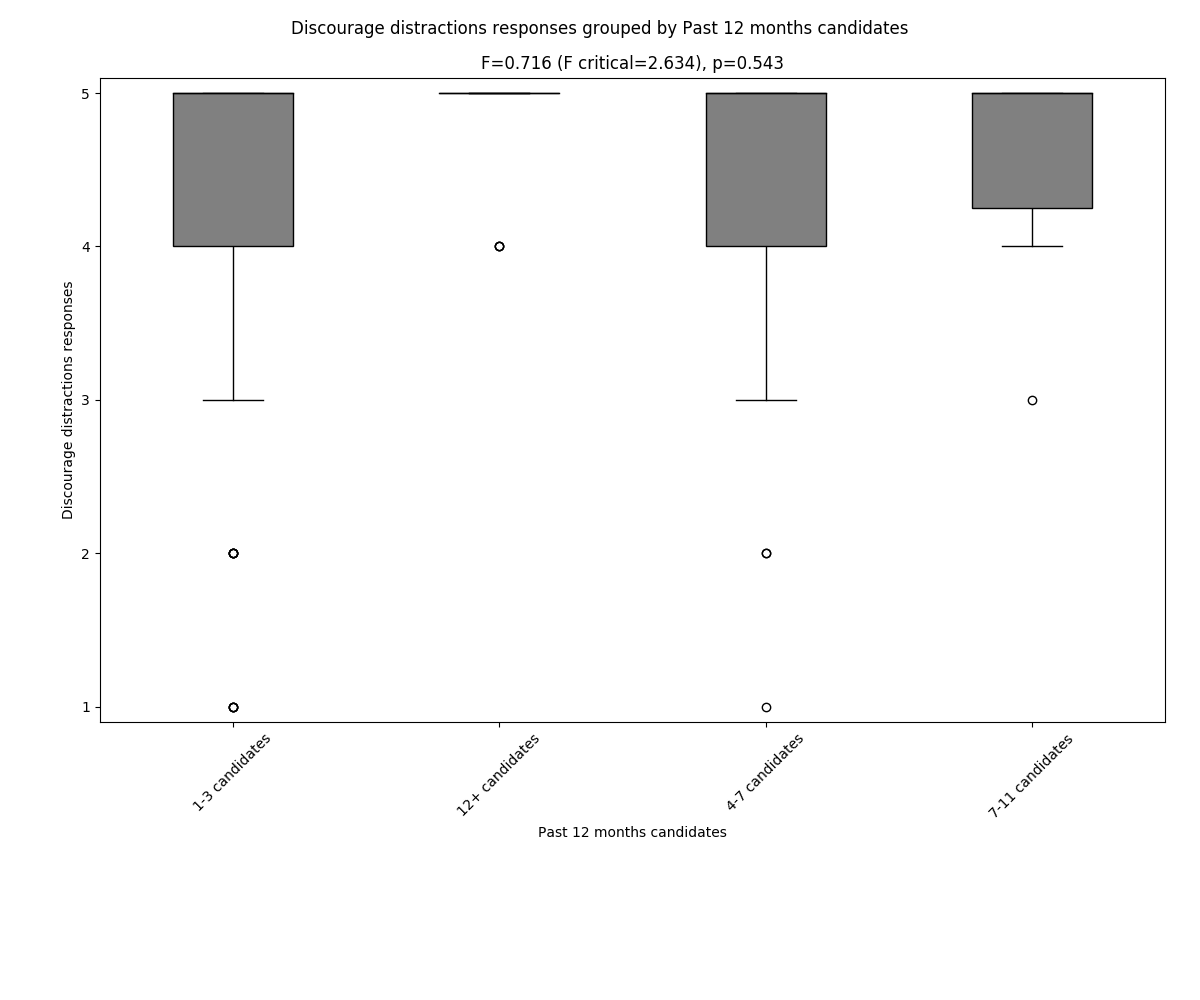 Discourage distractions responses grouped by Past 12 months candidates
F=0.716 (F critical=2.634), p=0.543
5
4
3
2
1
Discourage distractions responses
1-3 candidates
12+ candidates
4-7 candidates
7-11 candidates
Past 12 months candidates